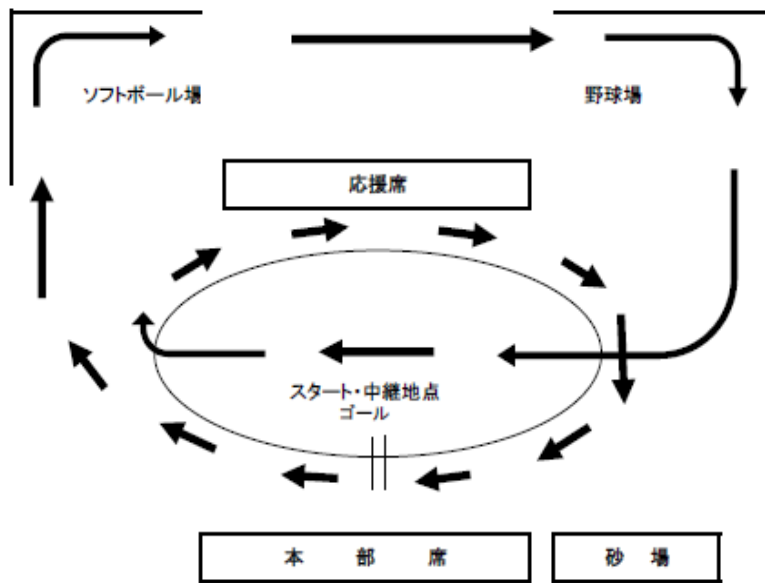 ソフトボール場
野球場
応援席
スタート・中継地点
ゴール
本　部　席
砂　場